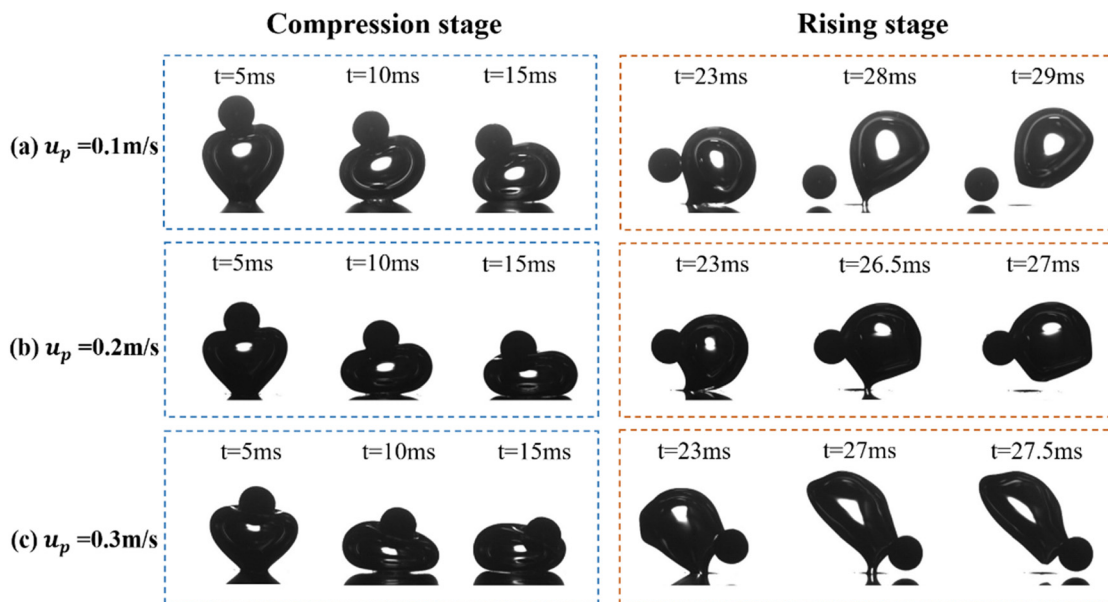 Compression stage
Rising stage
t=5ms t=10ms t=15ms
t=23ms t=28ms t=29ms
(a) u_p =0.1m/s
t=5ms t=10ms t=15ms
t=23ms t=26.5ms t=27ms
(b) u_p =0.2m/s
t=5ms t=10ms t=15ms
t=23ms t=27ms t=27.5ms
(c) u_p =0.3m/s